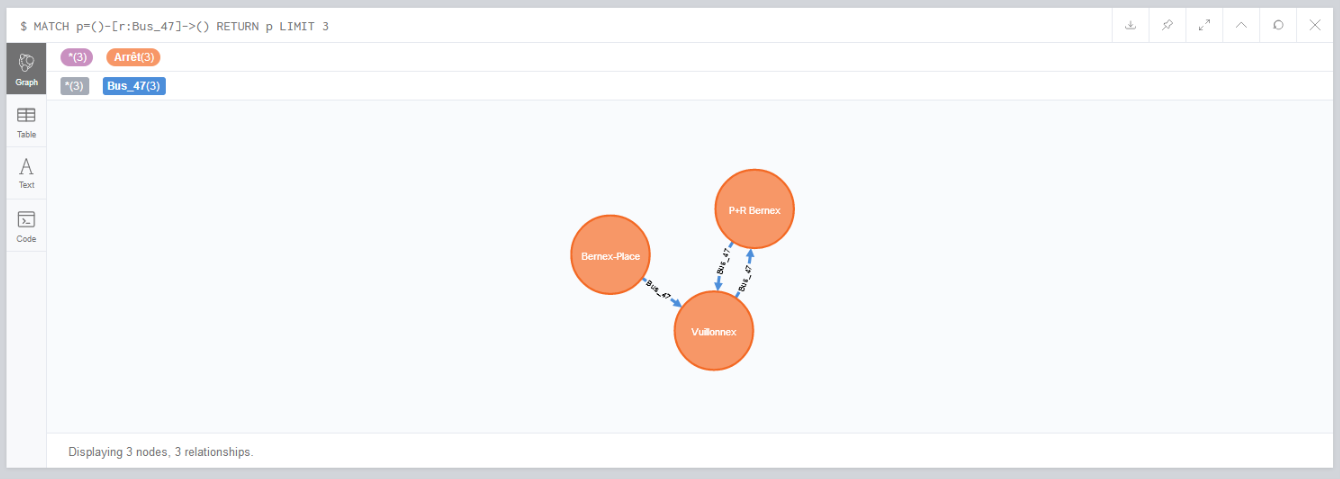 $ MATCH p=()-[r:Bus_47]->() RETURN p LIMIT 3
*(3) Arrêt(3)
*(3) Bus_47(3)
Graph
Table
Text
Code
P+R Bernex
Bernex-Place
Bus_47
Bus_47
Bus_47
Vuillonnex
Displaying 3 nodes, 3 relationships.